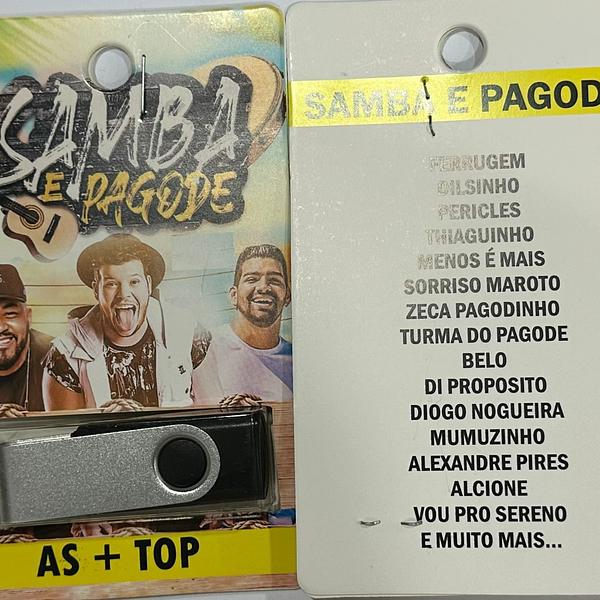 SAMBA
E PAGODE
AS + TOP
SAMBA E PAGOD
FERRUGEM
DILSINHO
PERICLES
THIAGUINHO
MENOS É MAIS
SORRISO MAROTO
ZECA PAGODINHO
TURMA DO PAGODE
BELO
DI PROPOSITO
DIOGO NOGUEIRA
MUMUZINHO
ALEXANDRE PIRES
ALCIONE
VOU PRO SERENO
E MUITO MAIS...